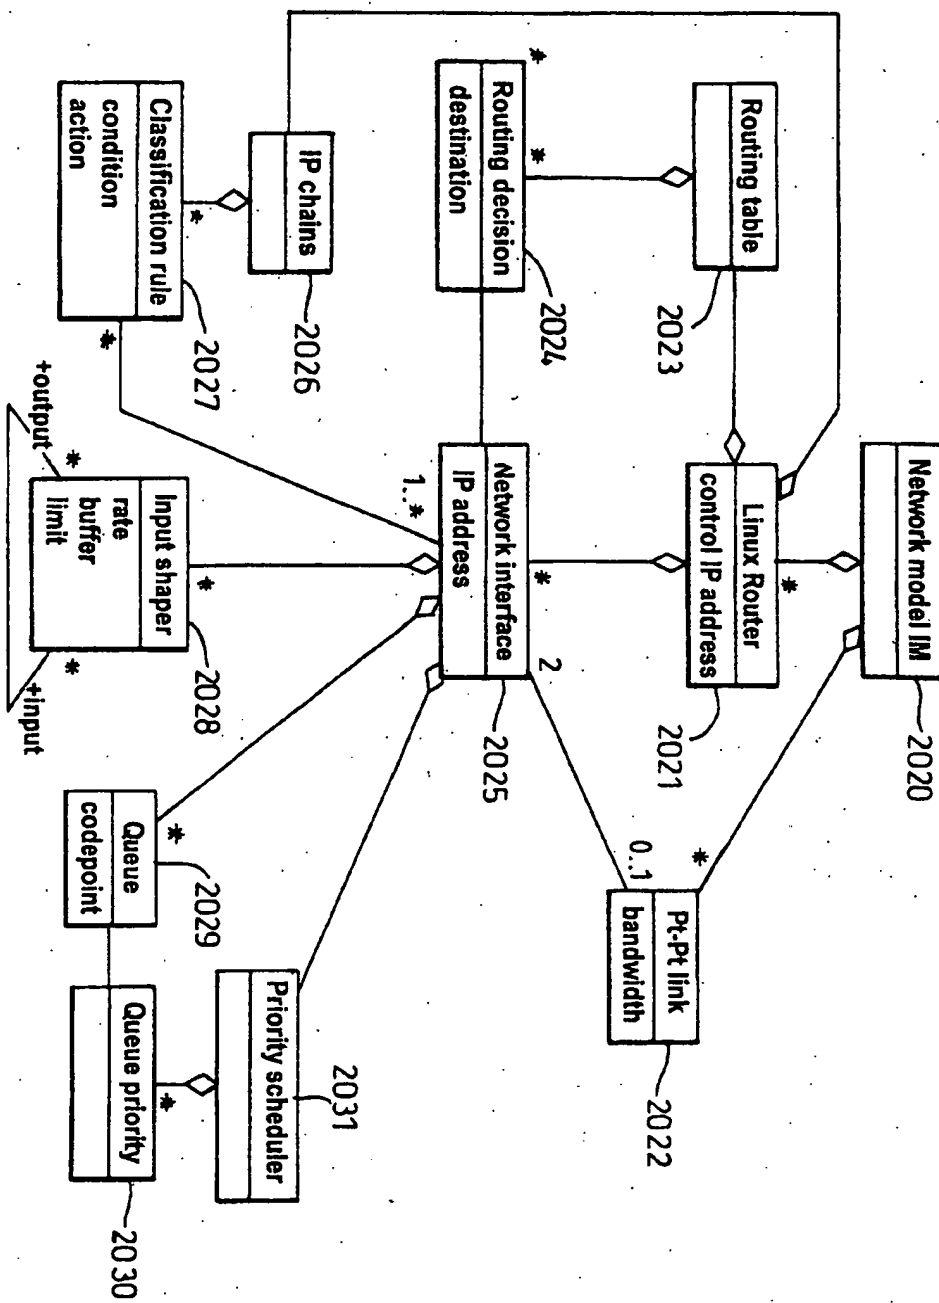 Network model IM
2020
*
*
Linux Router
control IP address
2021
Pt-Pt link
bandwidth
2022
Routing table
2023
*
0..1
2
Network interface
IP address
2025
*
*
Routing decision
destination
2024
1..*
IP chains
2026
*
Classification rule
condition
action
2027
*
*
Input shaper
rate
buffer
limit
2028
+output
*
*
+input
*
Queue
codepoint
2029
Priority scheduler
2031
*
Queue priority
2030